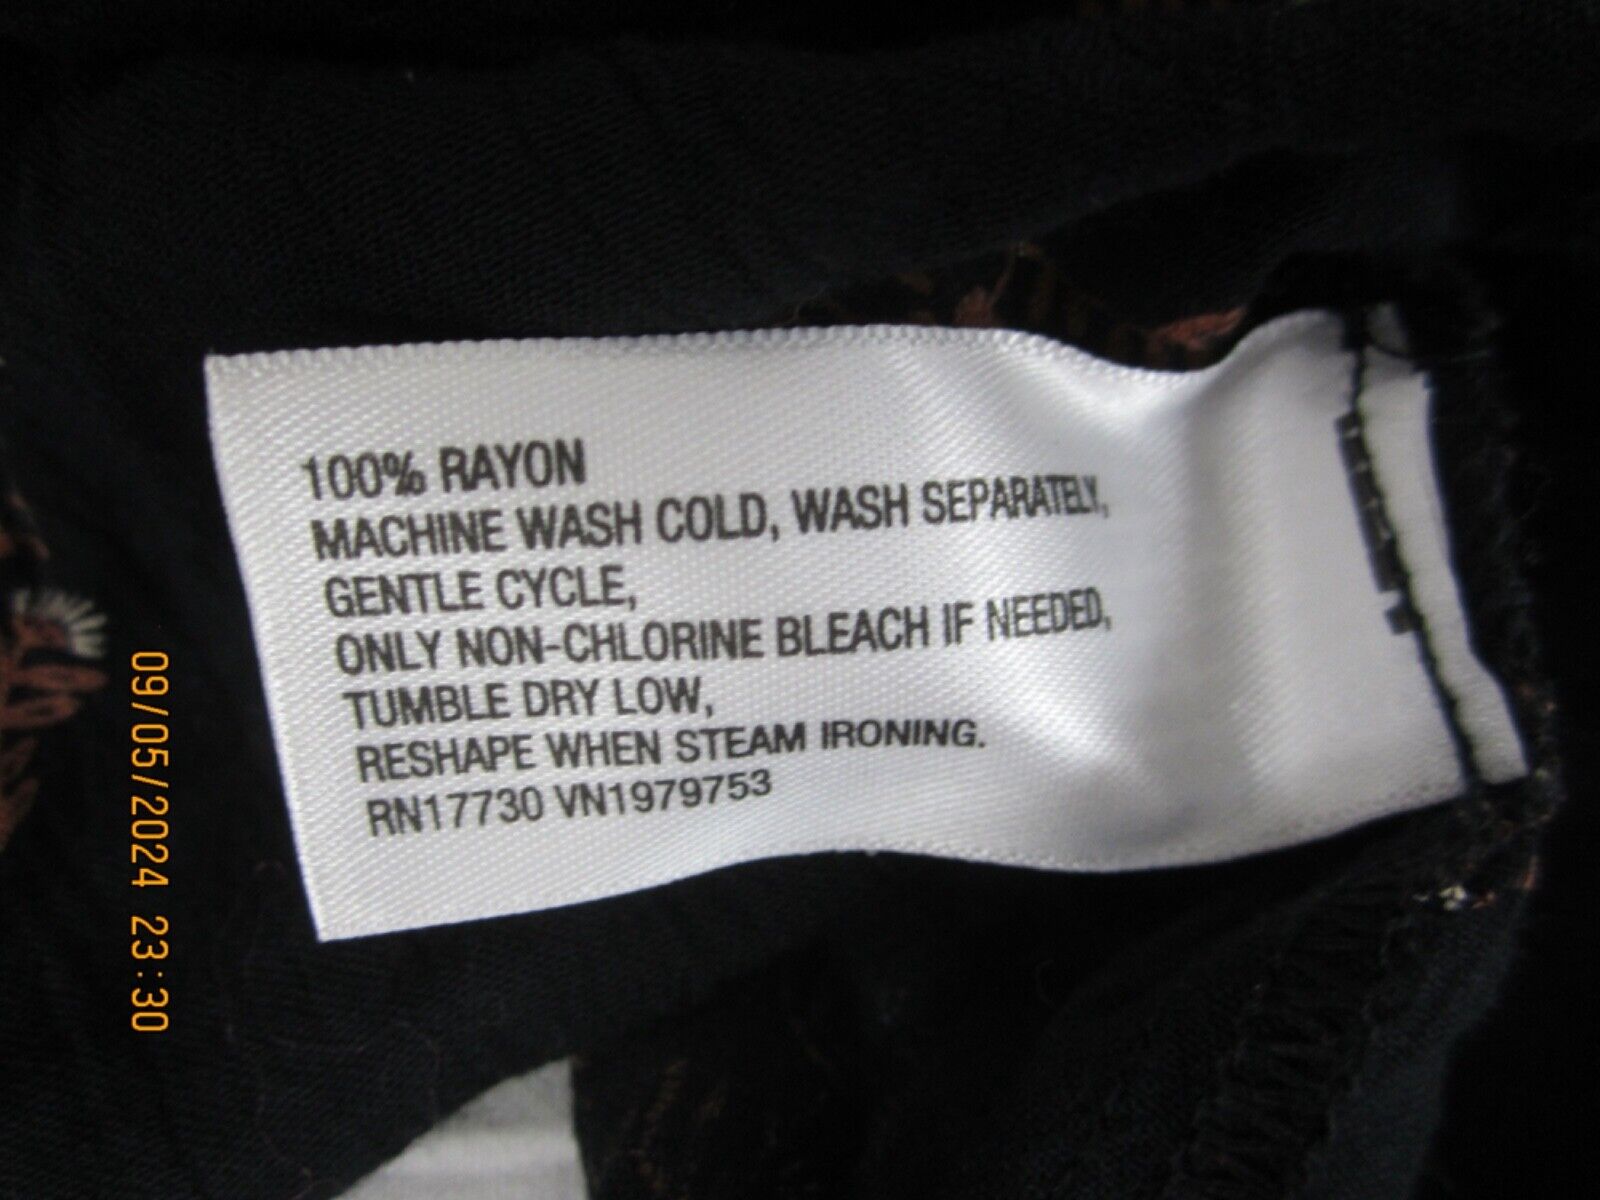 100% RAYON
MACHINE WASH COLD, WASH SEPARATELY,
GENTLE CYCLE,
ONLY NON-CHLORINE BLEACH IF NEEDED,
TUMBLE DRY LOW,
RESHAPE WHEN STEAM IRONING.
RN17730 VN1979753
09/05/2024 23:30